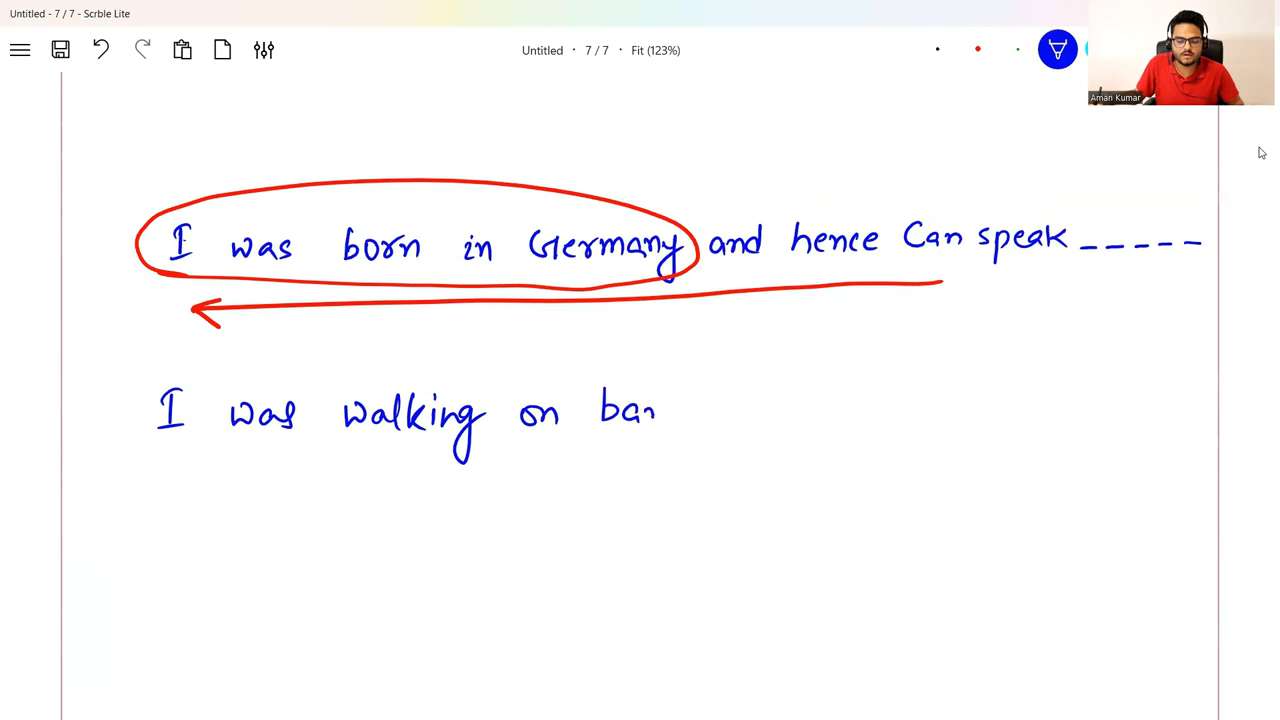 Untitled - 7 / 7 - Scrble Lite
Untitled · 7 / 7 · Fit (123%)
Aman Kumar
I was born in Germany and hence can speak _____
I was walking on ban